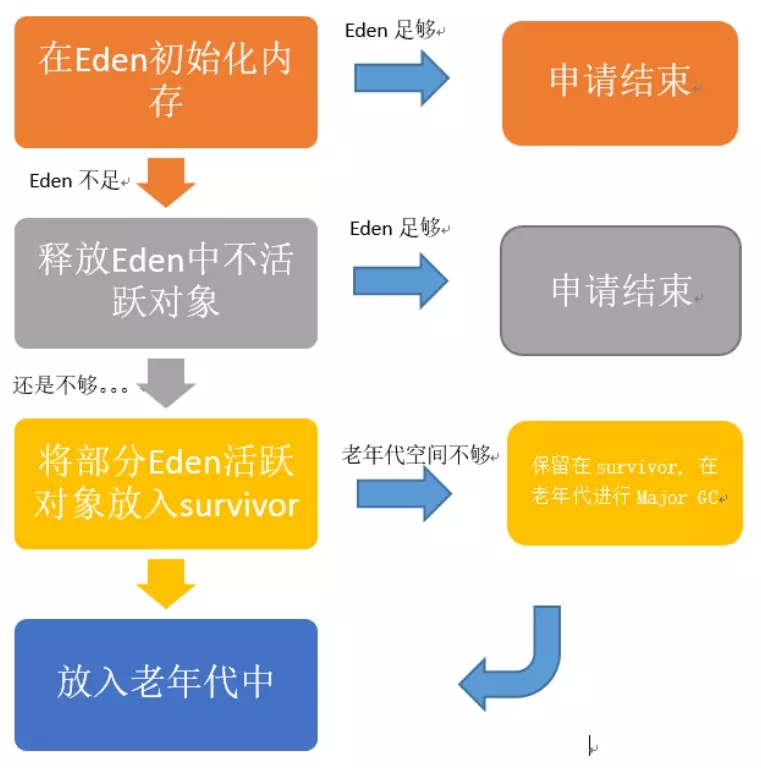 在Eden初始化内
存
Eden 足够
申请结束
Eden 不足
释放Eden中不活
跃对象
Eden 足够
申请结束
还是不够。。。
将部分Eden活跃
对象放入survivor
老年代空间不够
保留在 survivor, 在
老年代进行 Major GC
放入老年代中